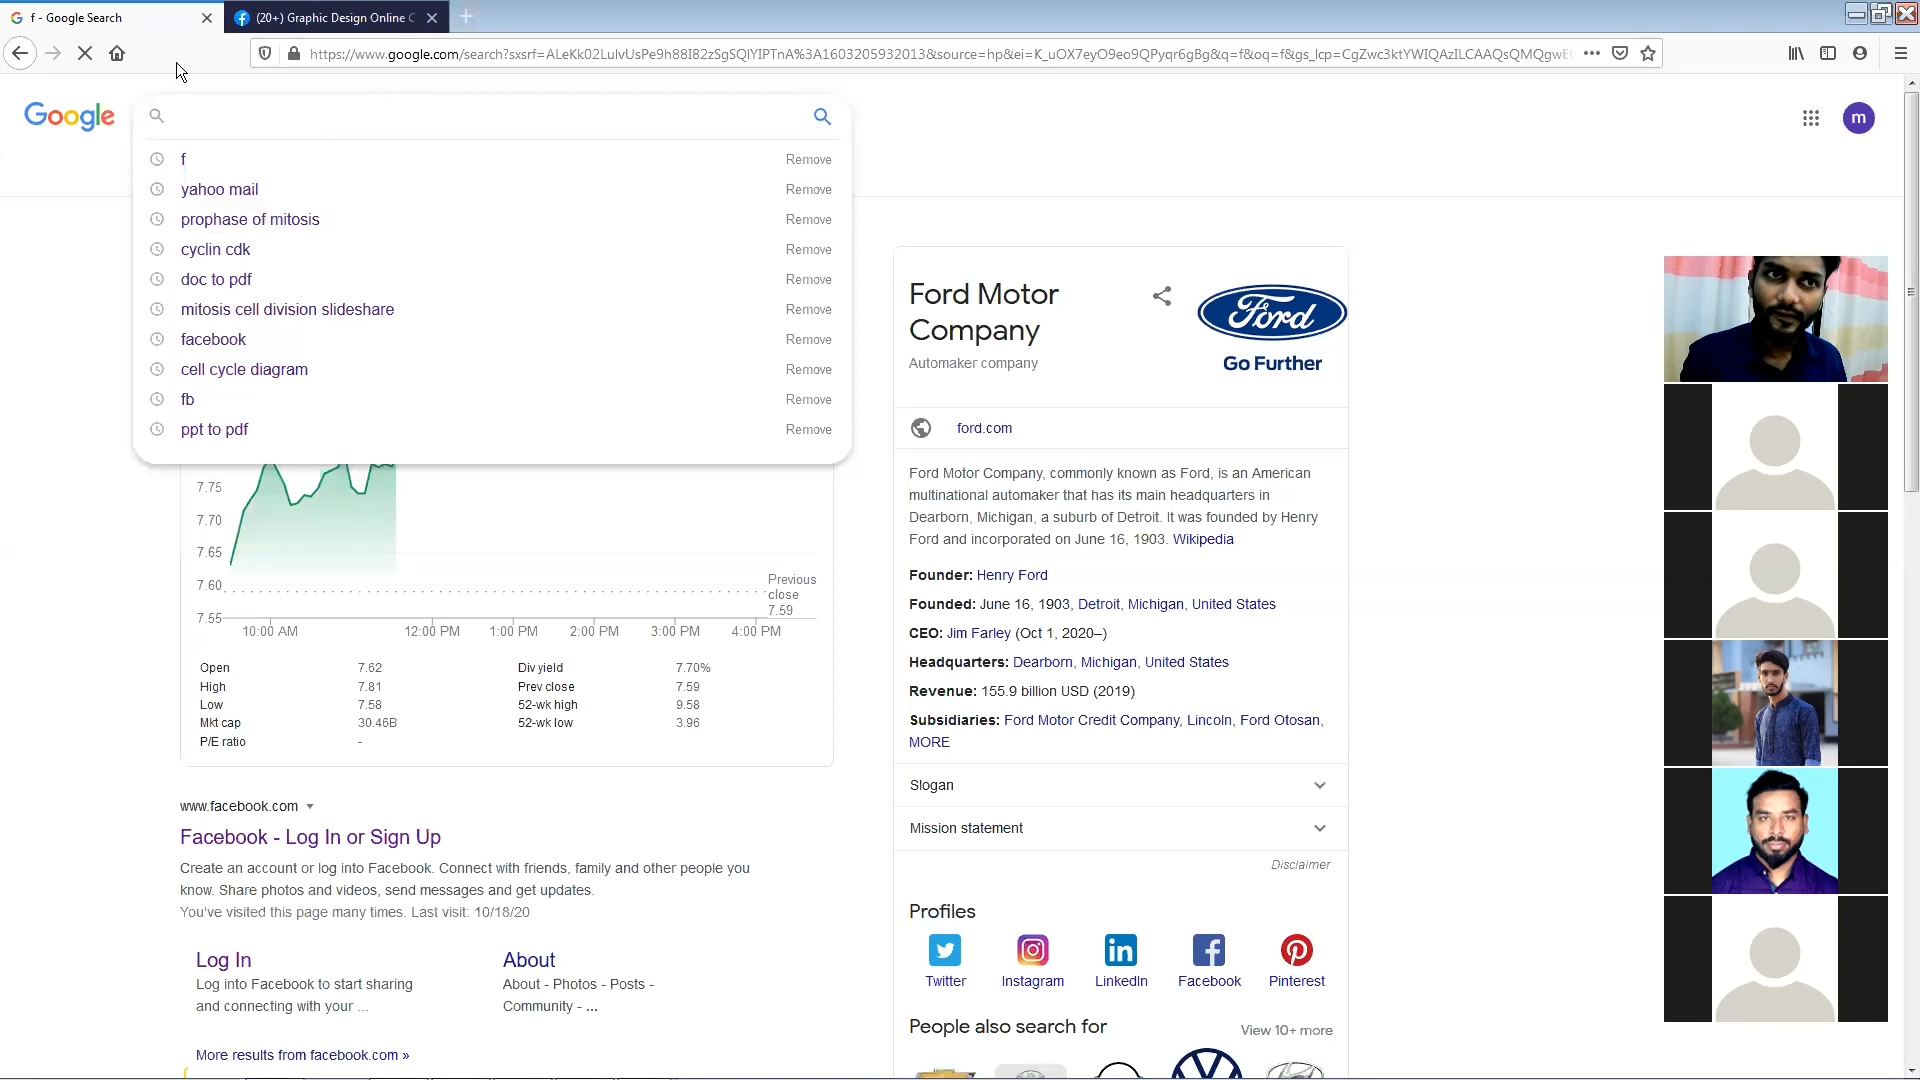 f - Google Search
(20+) Graphic Design Online C
https://www.google.com/search?sxsrf=ALeKk02LulvUsPe9h88I82zSgSQlYIPTnA%3A1603205932013&source=hp&ei=K_uOX7eyO9eo9QPyqr6gBg&q=f&oq=f&gs_lcp=CgZwc3ktYWIQAzILCAAQsQMQgwE
Google
m
f Remove
yahoo mail Remove
prophase of mitosis Remove
cyclin cdk Remove
doc to pdf Remove
mitosis cell division slideshare Remove
facebook Remove
cell cycle diagram Remove
fb Remove
ppt to pdf Remove
7.75
7.70
7.65
7.60
7.55
Previous
close
7.59
10:00 AM 12:00 PM 1:00 PM 2:00 PM 3:00 PM 4:00 PM
Open 7.62 Div yield 7.70%
High 7.81 Prev close 7.59
Low 7.58 52-wk high 9.58
Mkt cap 30.46B 52-wk low 3.96
P/E ratio -
www.facebook.com
Facebook - Log In or Sign Up
Create an account or log into Facebook. Connect with friends, family and other people you
know. Share photos and videos, send messages and get updates.
You've visited this page many times. Last visit: 10/18/20
Log In
Log into Facebook to start sharing
and connecting with your ...
About
About - Photos - Posts -
Community - ...
More results from facebook.com »
Ford Motor
Company
Automaker company
Ford
Go Further
ford.com
Ford Motor Company, commonly known as Ford, is an American
multinational automaker that has its main headquarters in
Dearborn, Michigan, a suburb of Detroit. It was founded by Henry
Ford and incorporated on June 16, 1903. Wikipedia
Founder: Henry Ford
Founded: June 16, 1903, Detroit, Michigan, United States
CEO: Jim Farley (Oct 1, 2020–)
Headquarters: Dearborn, Michigan, United States
Revenue: 155.9 billion USD (2019)
Subsidiaries: Ford Motor Credit Company, Lincoln, Ford Otosan,
MORE
Slogan
Mission statement
Disclaimer
Profiles
Twitter Instagram LinkedIn Facebook Pinterest
People also search for View 10+ more